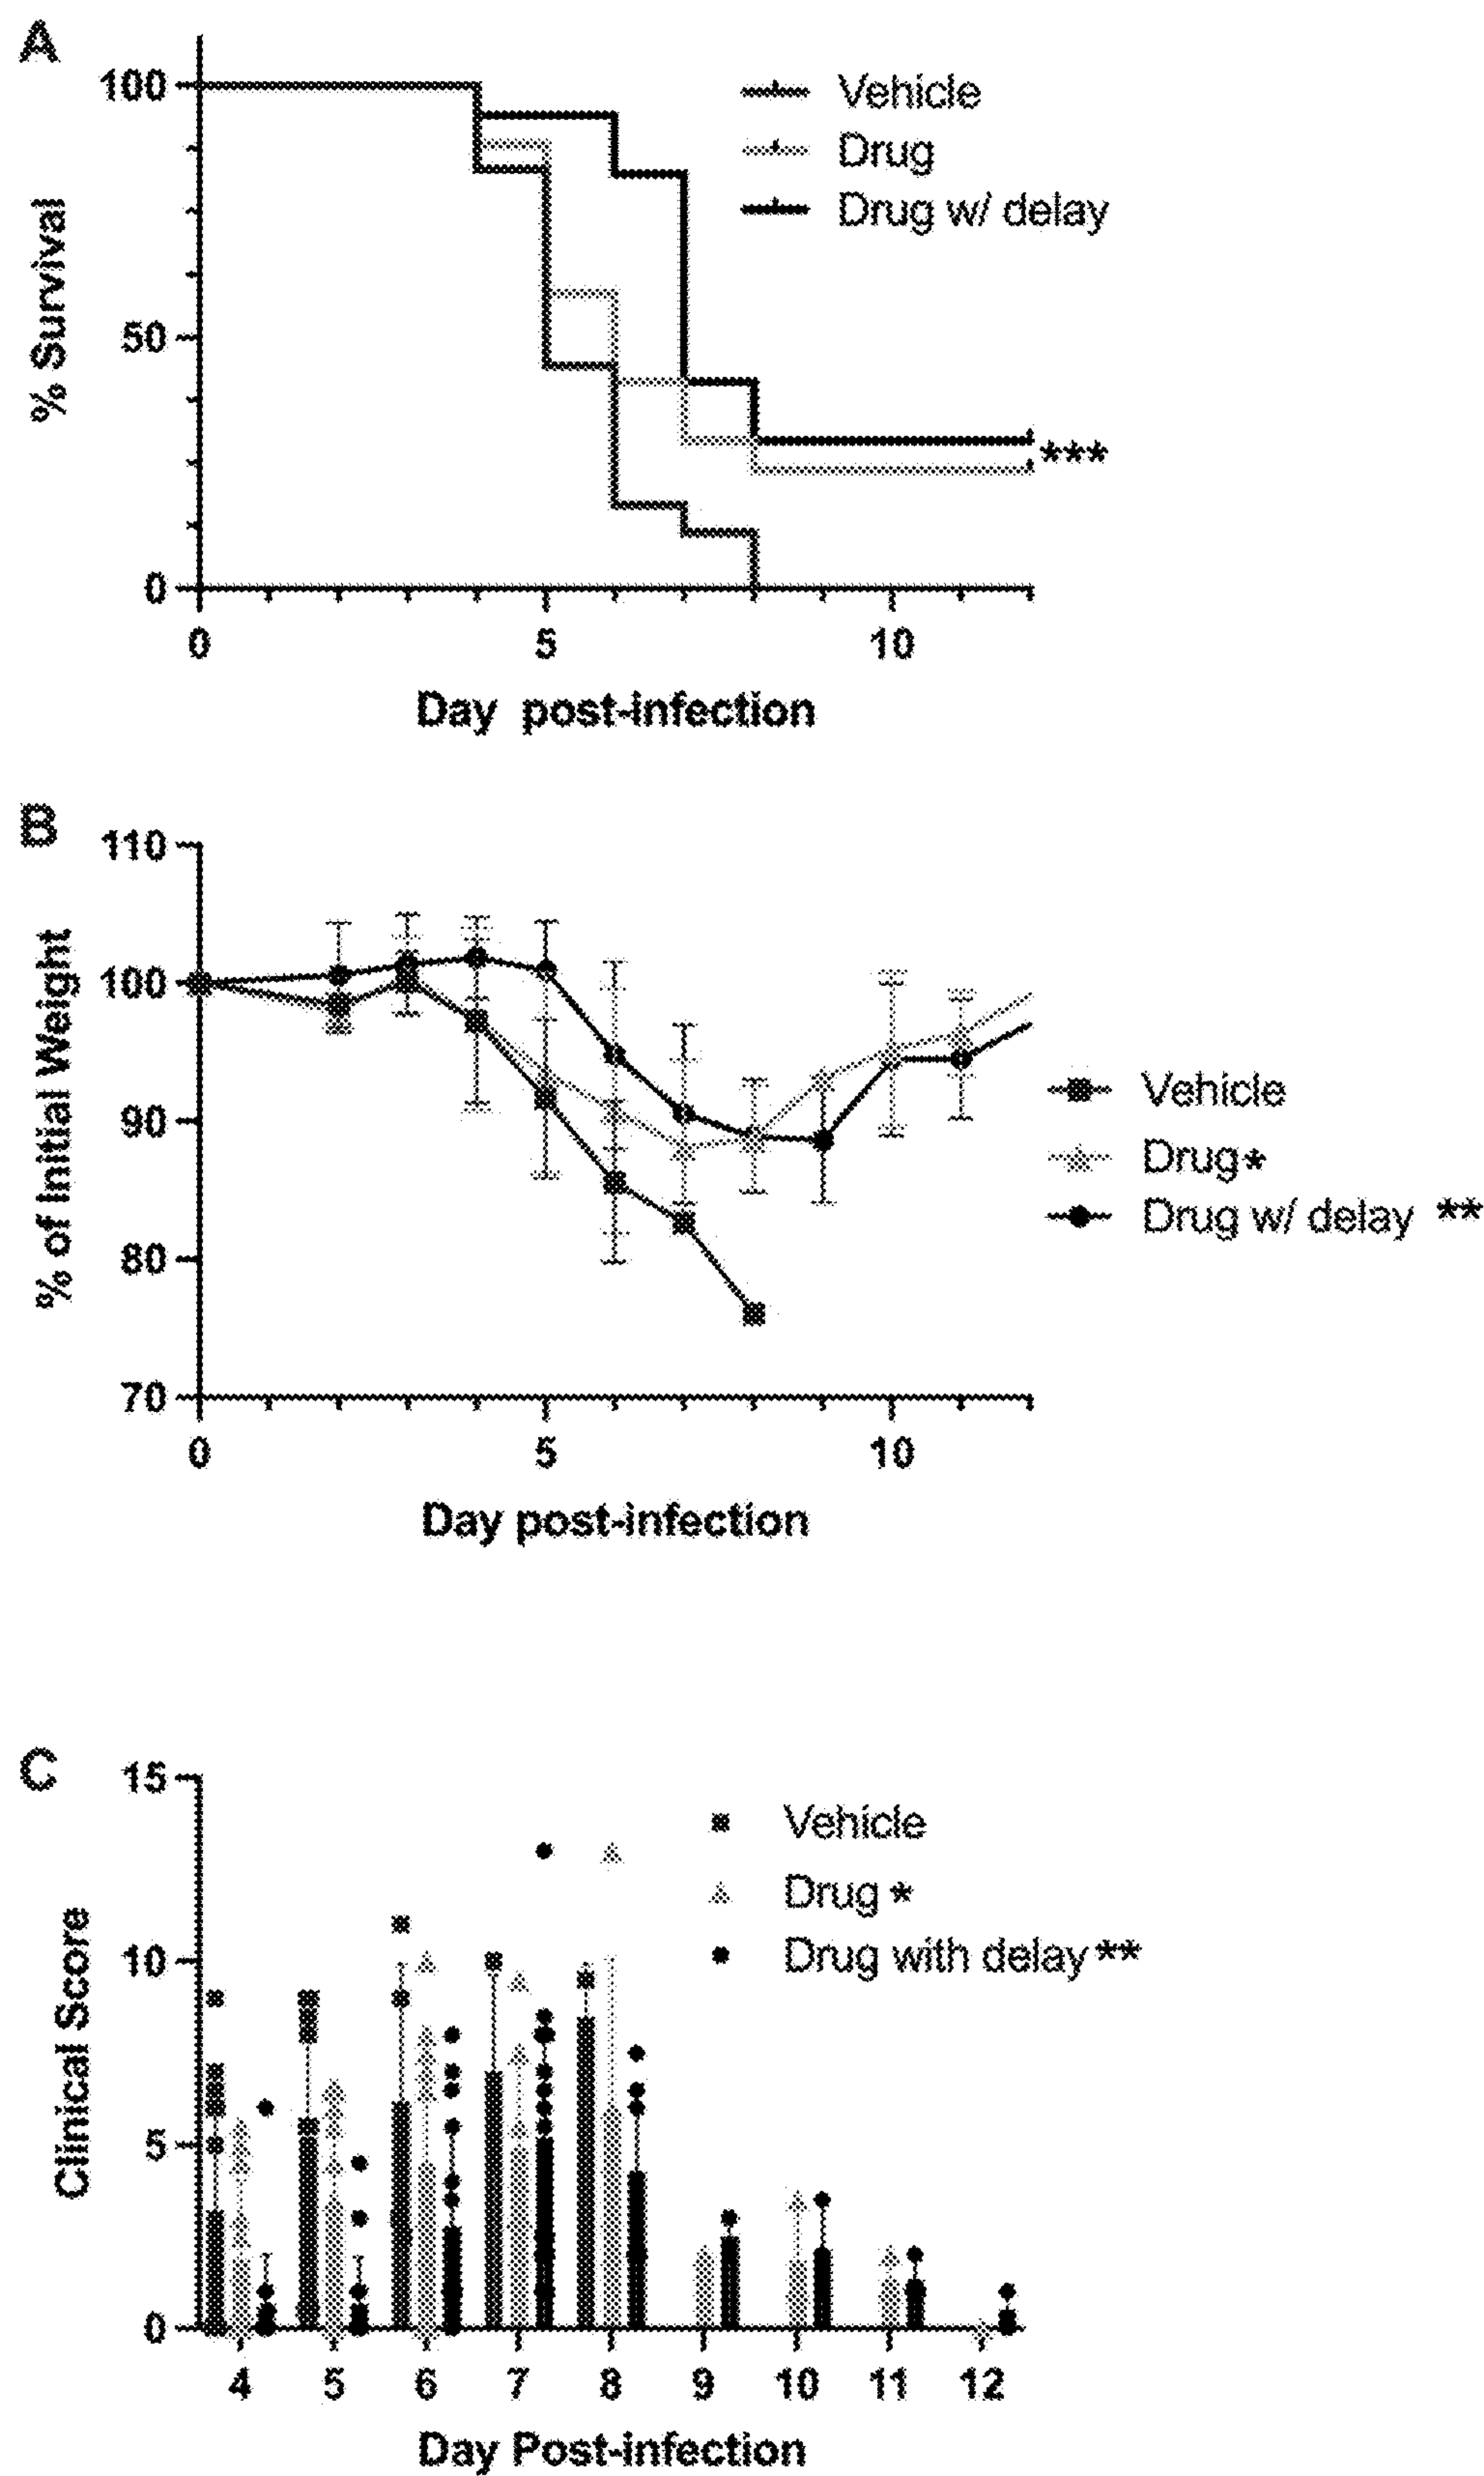 A
100
50
0
% Survival
Vehicle
Drug
Drug w/ delay
***
0 5 10
Day post-infection
B
110
100
90
80
70
% of Initial Weight
Vehicle
Drug*
Drug w/ delay **
0 5 10
Day post-infection
C
15
10
5
0
Clinical Score
Vehicle
Drug *
Drug with delay **
4 5 6 7 8 9 10 11 12
Day Post-infection